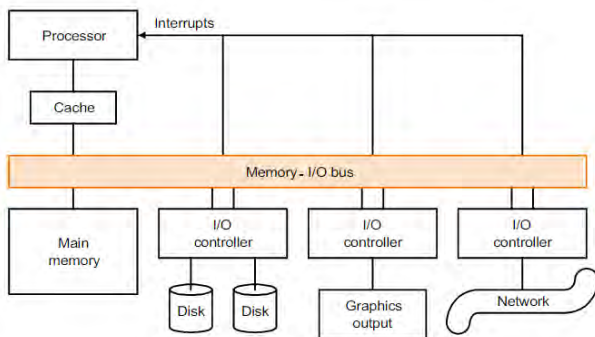 Interrupts
Processor
Cache
Memory - I/O bus
Main
memory
I/O
controller
I/O
controller
I/O
controller
Disk
Disk
Graphics
output
Network